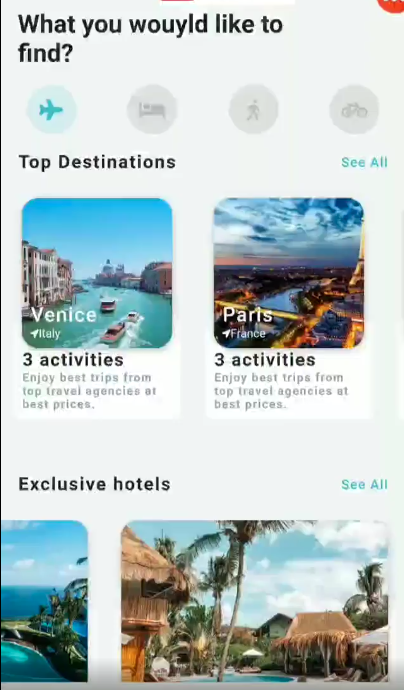 What you wouyld like to
find?
Top Destinations
See All
Venice
Italy
3 activities
Enjoy best trips from
top travel agencies at
best prices.
Paris
France
3 activities
Enjoy best trips from
top travel agencies at
best prices.
Exclusive hotels
See All